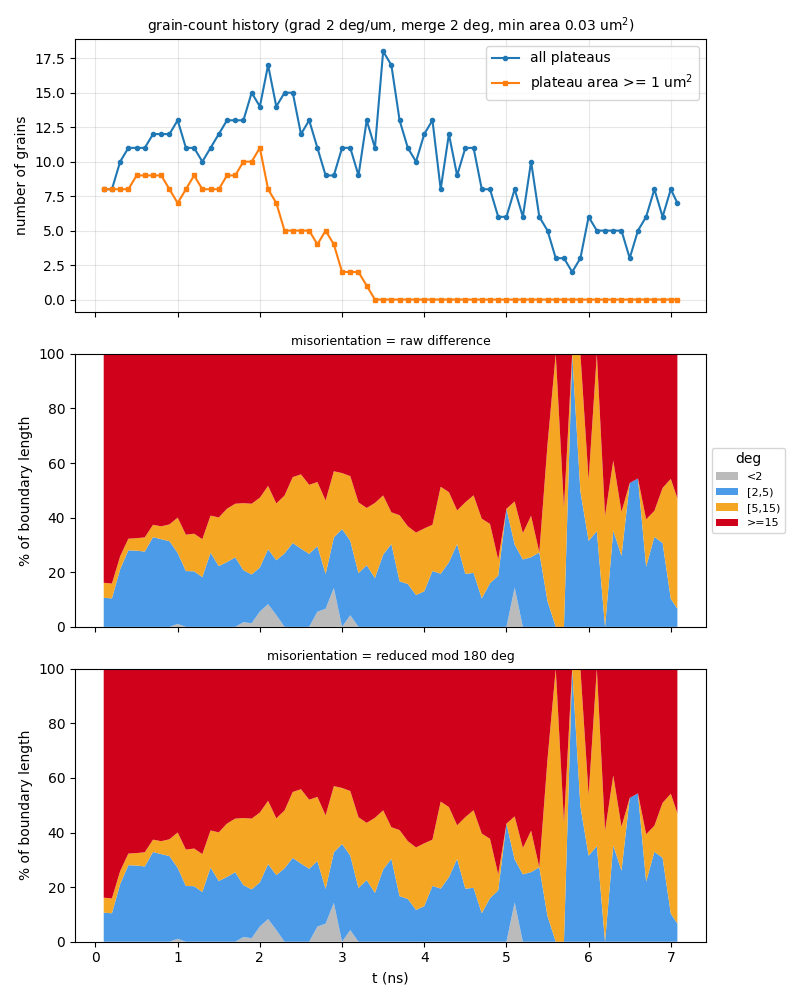 grain-count history (grad 2 deg/um, merge 2 deg, min area 0.03 um²)
number of grains
17.5
15.0
12.5
10.0
7.5
5.0
2.5
0.0
all plateaus
plateau area >= 1 um²
misorientation = raw difference
% of boundary length
100
80
60
40
20
0
deg
<2
[2,5)
[5,15)
>=15
misorientation = reduced mod 180 deg
% of boundary length
100
80
60
40
20
0
0 1 2 3 4 5 6 7
t (ns)